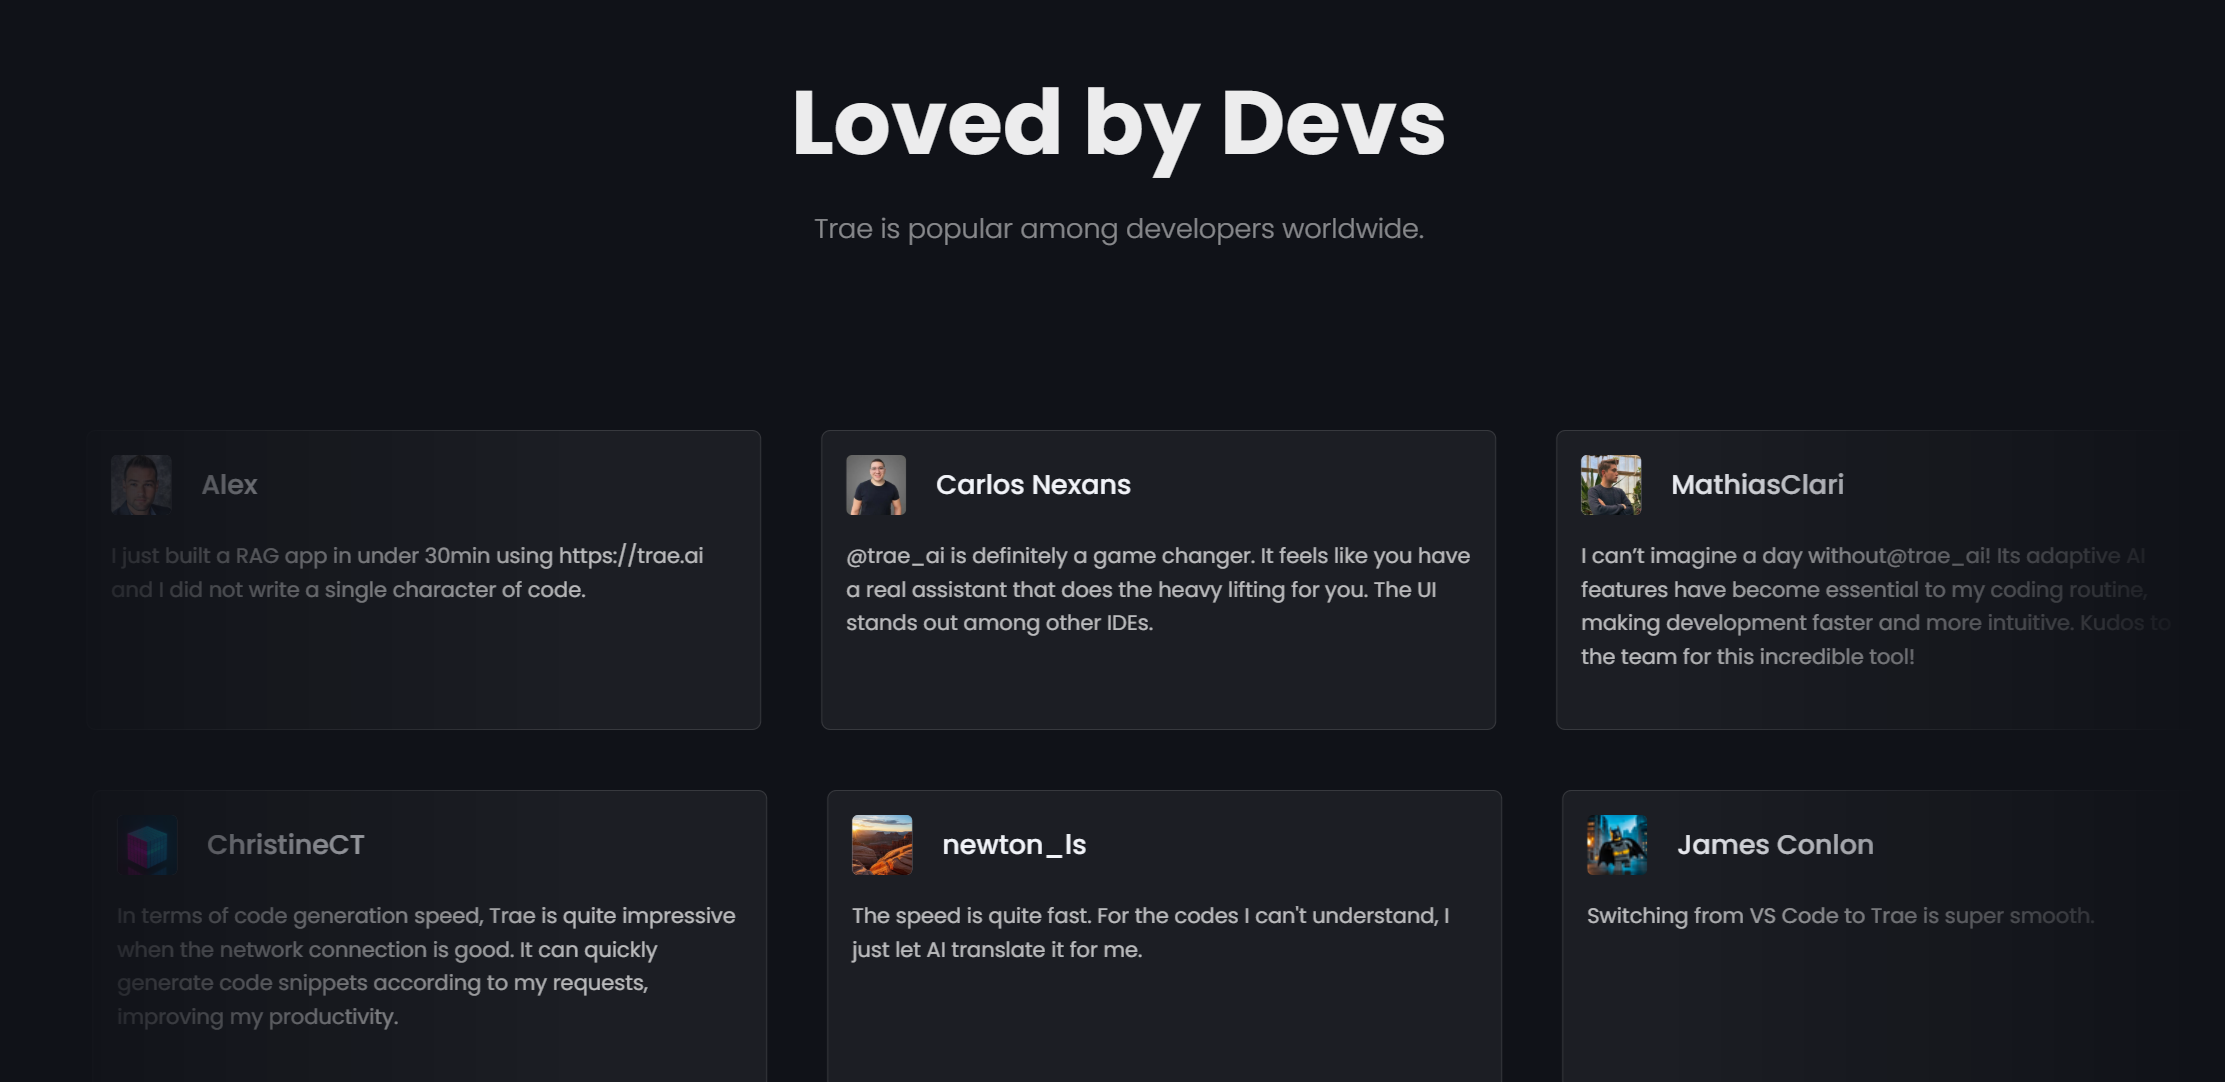 Loved by Devs
Trae is popular among developers worldwide.
Alex
I just built a RAG app in under 30min using https://trae.ai
and I did not write a single character of code.
Carlos Nexans
@trae_ai is definitely a game changer. It feels like you have
a real assistant that does the heavy lifting for you. The UI
stands out among other IDEs.
MathiasClari
I can’t imagine a day without@trae_ai! Its adaptive AI
features have become essential to my coding routine,
making development faster and more intuitive. Kudos to
the team for this incredible tool!
ChristineCT
In terms of code generation speed, Trae is quite impressive
when the network connection is good. It can quickly
generate code snippets according to my requests,
improving my productivity.
newton_ls
The speed is quite fast. For the codes I can't understand, I
just let AI translate it for me.
James Conlon
Switching from VS Code to Trae is super smooth.